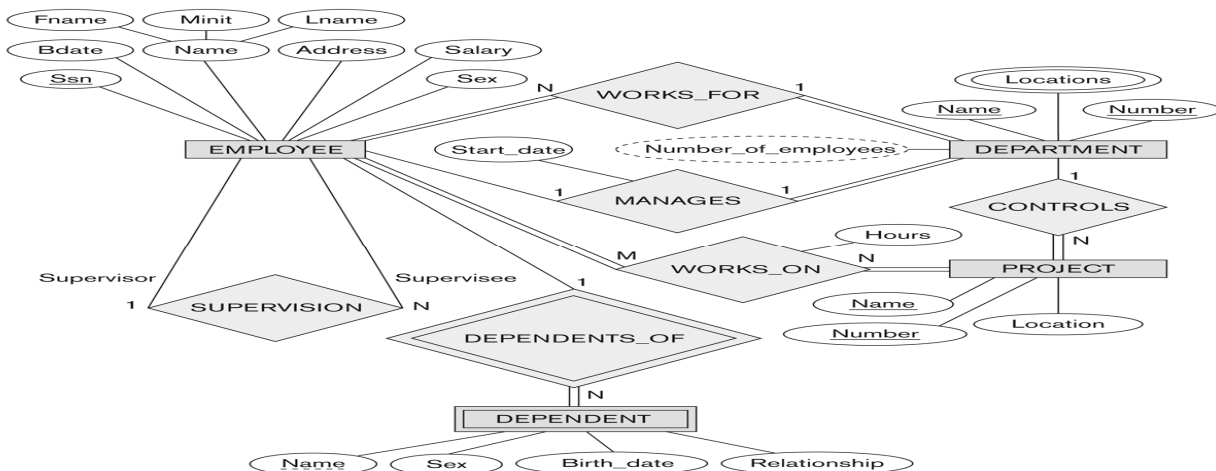 Fname Minit Lname
Bdate Name Address Salary
Ssn Sex
N WORKS_FOR 1
Locations
Name Number
EMPLOYEE
Start_date
Number_of_employees
DEPARTMENT
1 MANAGES 1
1
CONTROLS
N
Hours
M WORKS_ON N
PROJECT
Supervisor Supervisee
1 SUPERVISION N
Name
Number
Location
1
DEPENDENTS_OF
N
DEPENDENT
Name Sex Birth_date Relationship